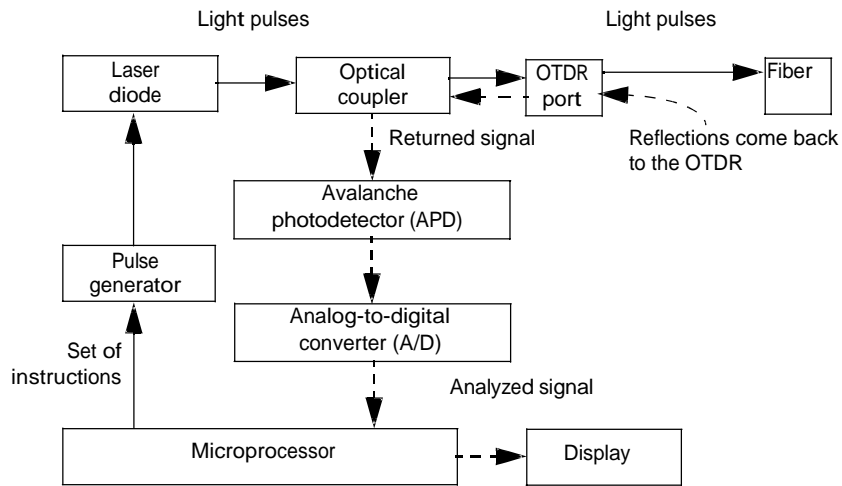 Light pulses
Light pulses
Laser
diode
Optical
coupler
OTDR
port
Fiber
Returned signal
Reflections come back
to the OTDR
Avalanche
photodetector (APD)
Pulse
generator
Analog-to-digital
converter (A/D)
Set of
instructions
Analyzed signal
Microprocessor
Display